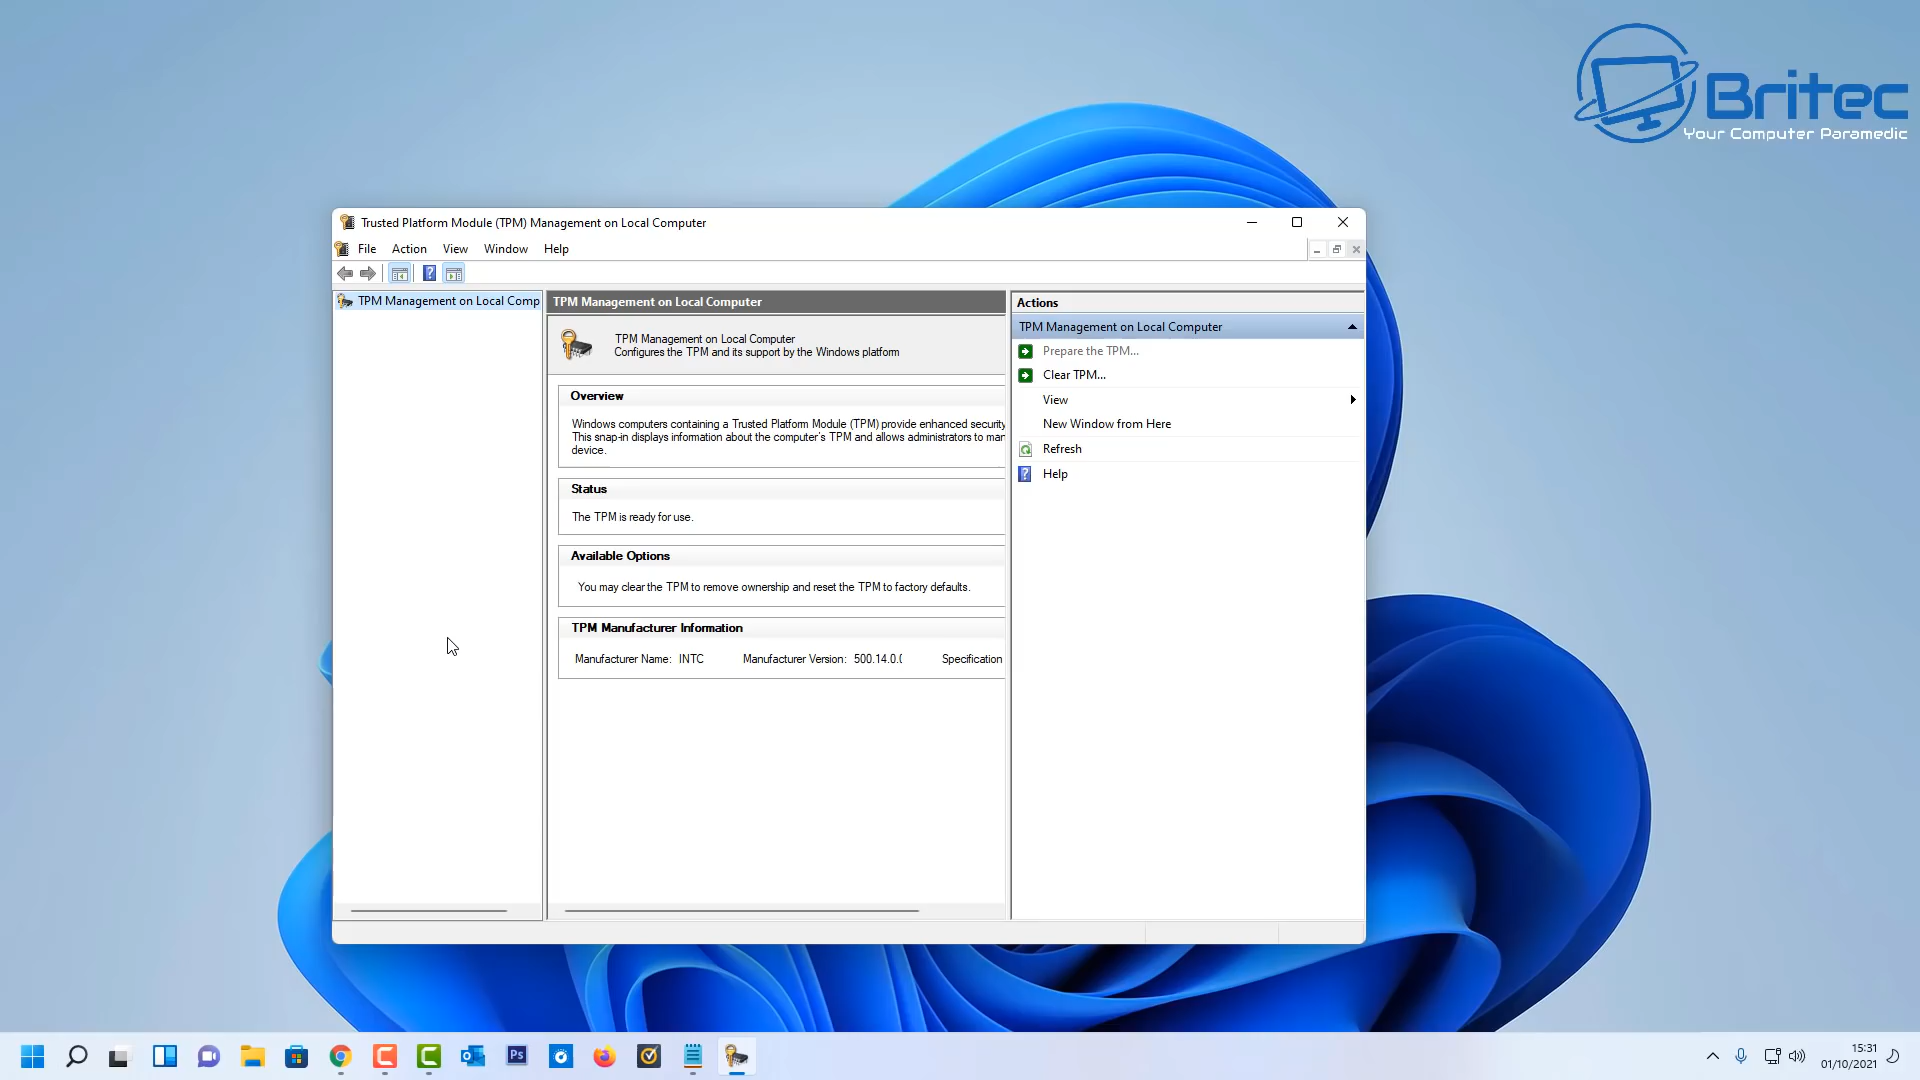 Britec
Your Computer Paramedic
Trusted Platform Module (TPM) Management on Local Computer
File Action View Window Help
TPM Management on Local Comp
TPM Management on Local Computer
TPM Management on Local Computer
Configures the TPM and its support by the Windows platform
Overview
Windows computers containing a Trusted Platform Module (TPM) provide enhanced security
This snap-in displays information about the computer's TPM and allows administrators to mar
device.
Status
The TPM is ready for use.
Available Options
You may clear the TPM to remove ownership and reset the TPM to factory defaults.
TPM Manufacturer Information
Manufacturer Name: INTC Manufacturer Version: 500.14.0.( Specification
Actions
TPM Management on Local Computer
Prepare the TPM...
Clear TPM...
View
New Window from Here
Refresh
Help
Ps
15:31
01/10/2021